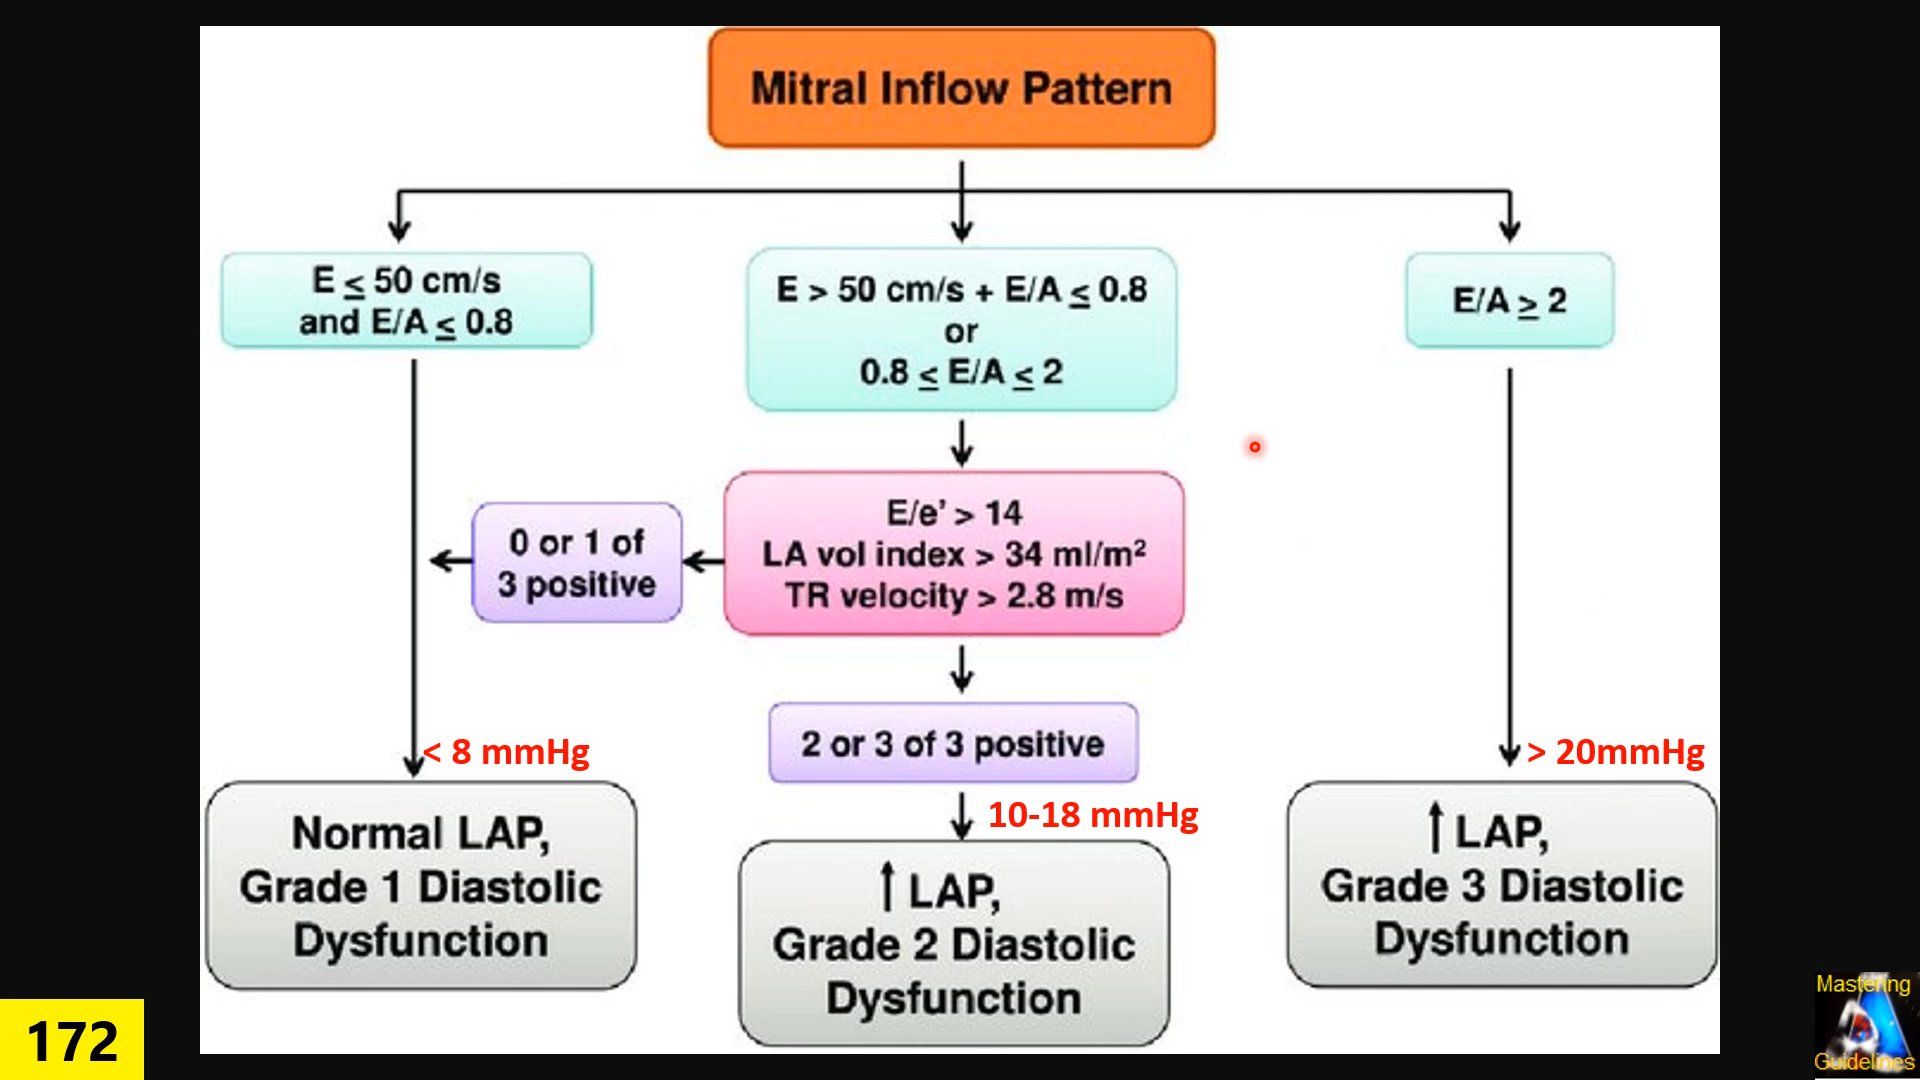 Mitral Inflow Pattern
E ≤ 50 cm/s
and E/A ≤ 0.8
E > 50 cm/s + E/A ≤ 0.8
or
0.8 ≤ E/A ≤ 2
E/A ≥ 2
E/e’ > 14
LA vol index > 34 ml/m²
TR velocity > 2.8 m/s
0 or 1 of
3 positive
2 or 3 of 3 positive
< 8 mmHg
10-18 mmHg
> 20mmHg
Normal LAP,
Grade 1 Diastolic
Dysfunction
↑ LAP,
Grade 2 Diastolic
Dysfunction
↑ LAP,
Grade 3 Diastolic
Dysfunction
172
Mastering
Guidelines